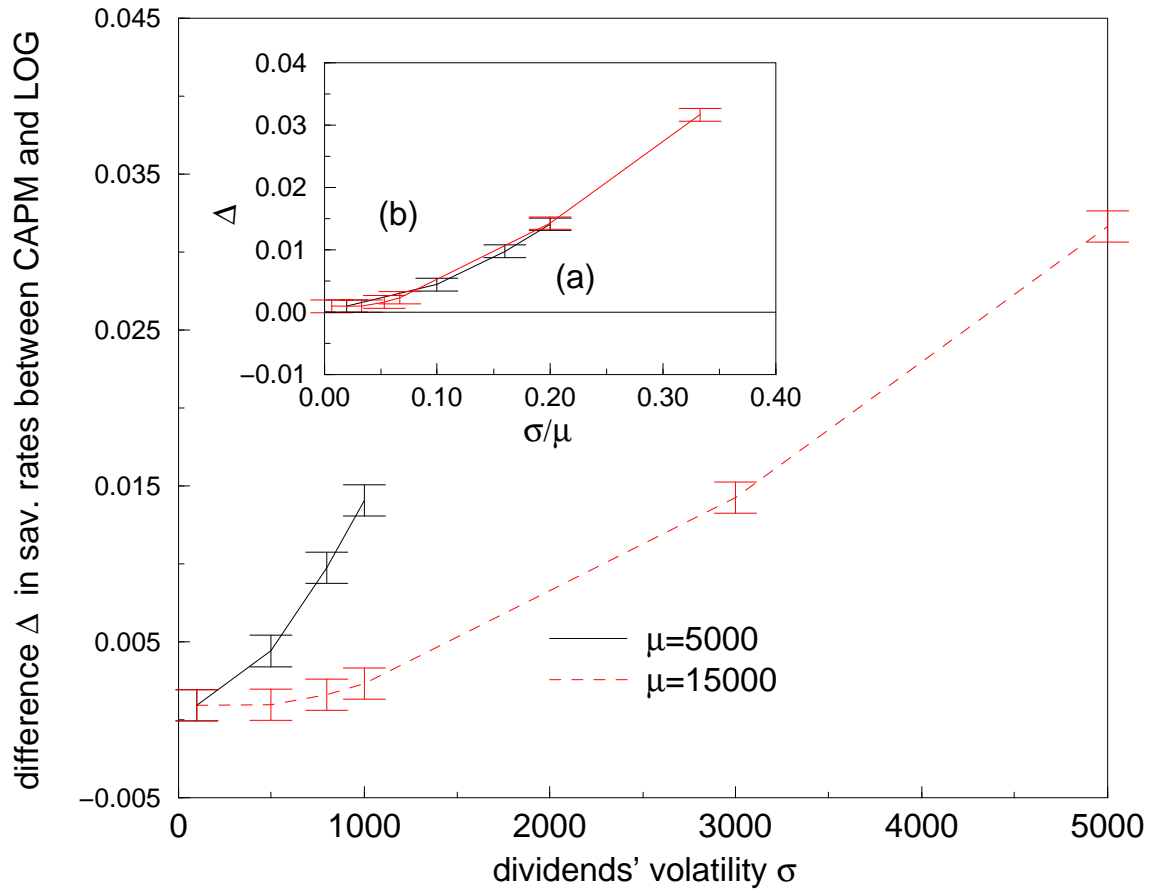 difference Δ in sav. rates between CAPM and LOG
0.045
0.035
0.025
0.015
0.005
−0.005
0.04
0.03
0.02
0.01
0.00
−0.01
Δ
(b)
(a)
0.00 0.10 0.20 0.30 0.40
σ/μ
μ=5000
μ=15000
0 1000 2000 3000 4000 5000
dividends’ volatility σ